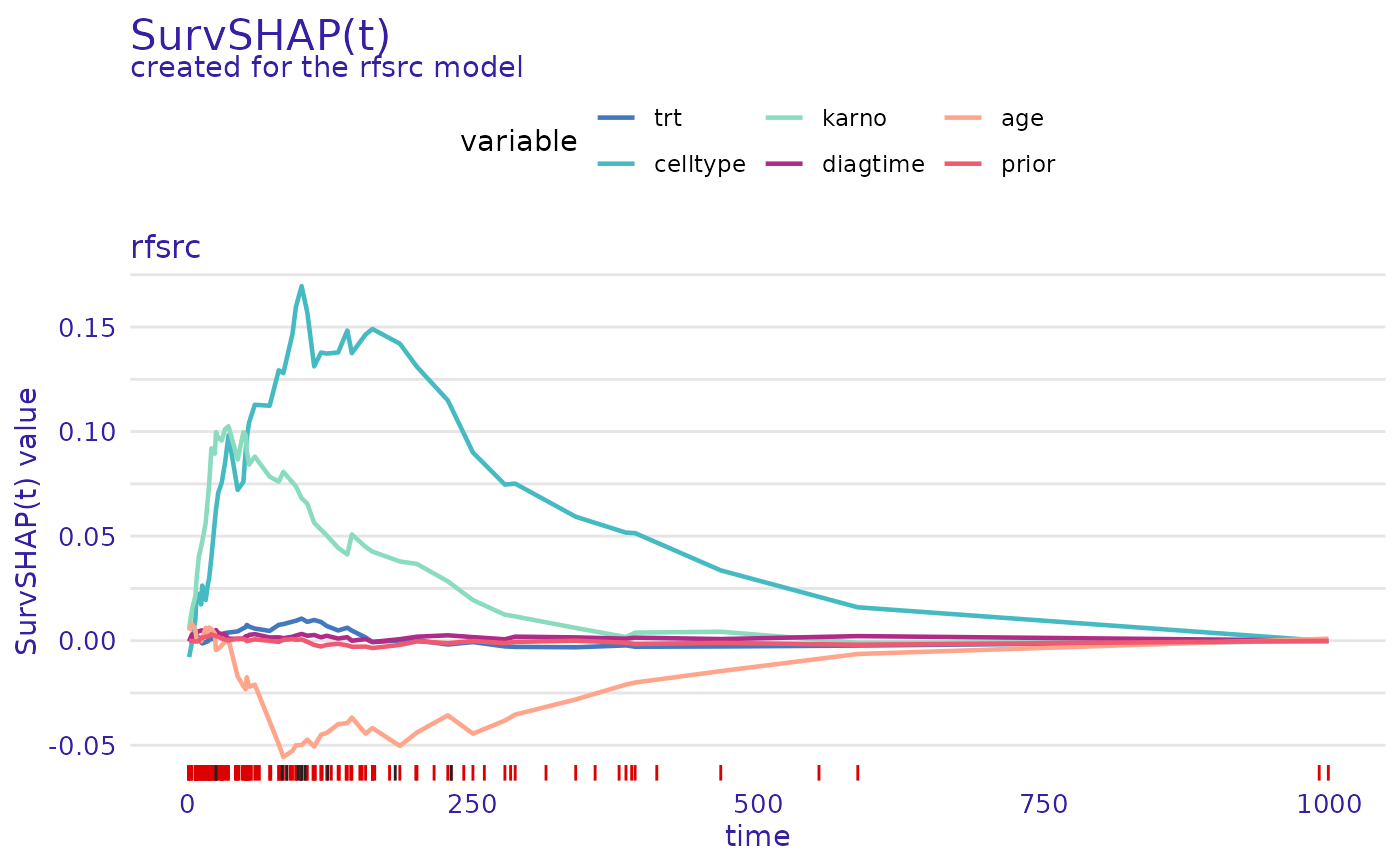 SurvSHAP(t)
created for the rfsrc model
variable
trt
karno
age
celltype
diagtime
prior
rfsrc
SurvSHAP(t) value
0.15
0.10
0.05
0.00
-0.05
0
250
500
750
1000
time